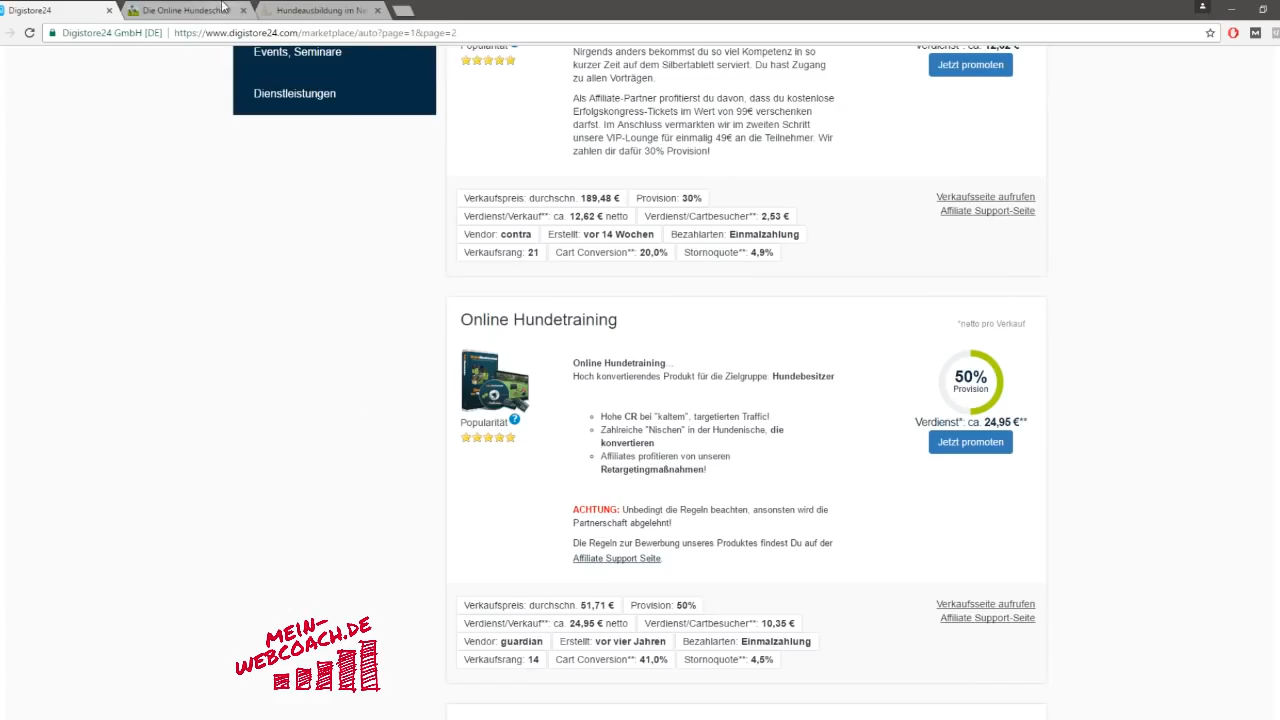 Digistore24
Die Online Hundeschu
Hundeausbildung im Ne
Digistore24 GmbH [DE] | https://www.digistore24.com/marketplace/auto?page=1&page=2
Events, Seminare
Dienstleistungen
Popularität
Nirgends anders bekommst du so viel Kompetenz in so
kurzer Zeit auf dem Silbertablett serviert. Du hast Zugang
zu allen Vorträgen.
Als Affiliate-Partner profitierst du davon, dass du kostenlose
Erfolgskongress-Tickets im Wert von 99€ verschenken
darfst. Im Anschluss vermarkten wir im zweiten Schritt
unsere VIP-Lounge für einmalig 49€ an die Teilnehmer. Wir
zahlen dir dafür 30% Provision!
Verdienst*: ca. 12,62 €**
Jetzt promoten
Verkaufspreis: durchschn. 189,48 € Provision: 30%
Verdienst/Verkauf**: ca. 12,62 € netto Verdienst/Cartbesucher**: 2,53 €
Vendor: contra Erstellt: vor 14 Wochen Bezahlarten: Einmalzahlung
Verkaufsrang: 21 Cart Conversion**: 20,0% Stornoquote**: 4,9%
Verkaufsseite aufrufen
Affiliate Support-Seite
Online Hundetraining
*netto pro Verkauf
Popularität ?
Online Hundetraining...
Hoch konvertierendes Produkt für die Zielgruppe: Hundebesitzer
Hohe CR bei "kaltem", targetierten Traffic!
Zahlreiche "Nischen" in der Hundenische, die
konvertieren
Affiliates profitieren von unseren
Retargetingmaßnahmen!
ACHTUNG: Unbedingt die Regeln beachten, ansonsten wird die
Partnerschaft abgelehnt!
Die Regeln zur Bewerbung unseres Produktes findest Du auf der
Affiliate Support Seite.
50%
Provision
Verdienst*: ca. 24,95 €**
Jetzt promoten
Verkaufspreis: durchschn. 51,71 € Provision: 50%
Verdienst/Verkauf**: ca. 24,95 € netto Verdienst/Cartbesucher**: 10,35 €
Vendor: guardian Erstellt: vor vier Jahren Bezahlarten: Einmalzahlung
Verkaufsrang: 14 Cart Conversion**: 41,0% Stornoquote**: 4,5%
Verkaufsseite aufrufen
Affiliate Support-Seite
MEIN-
WEBCOACH.DE